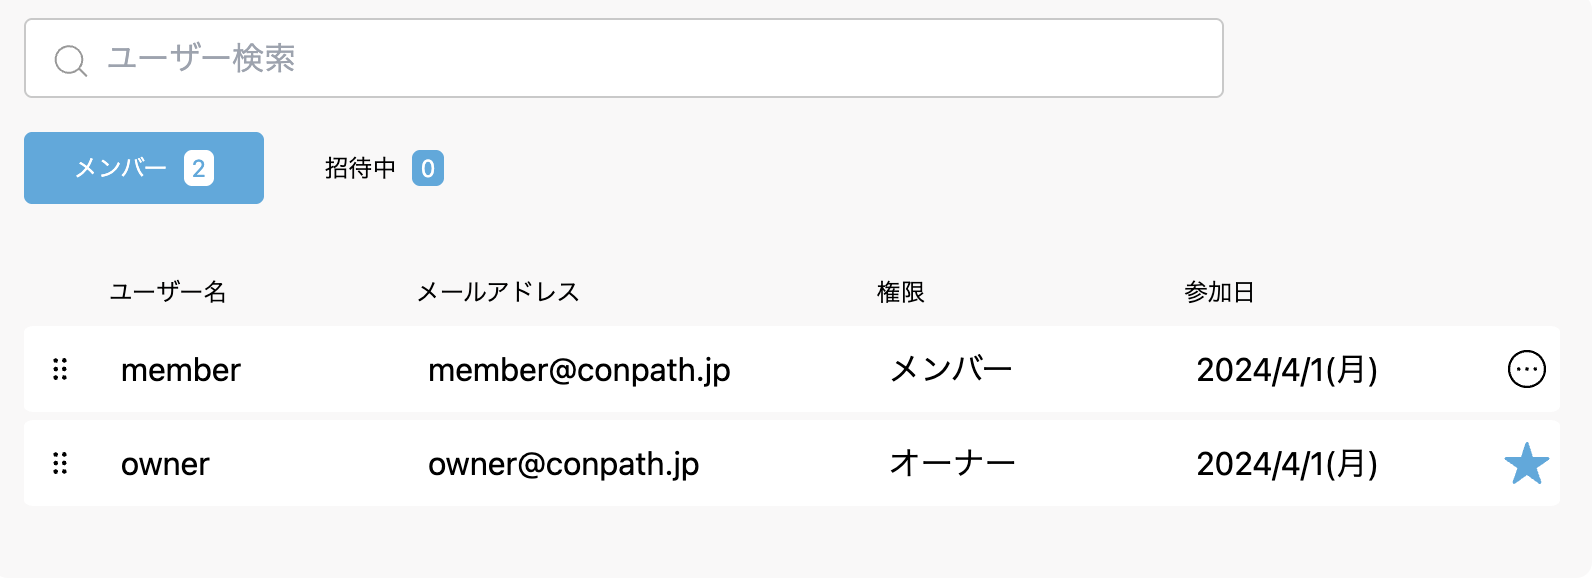 ユーザー検索
メンバー 2 招待中 0
ユーザー名 メールアドレス 権限 参加日
member member@conpath.jp メンバー 2024/4/1(月)
owner owner@conpath.jp オーナー 2024/4/1(月)